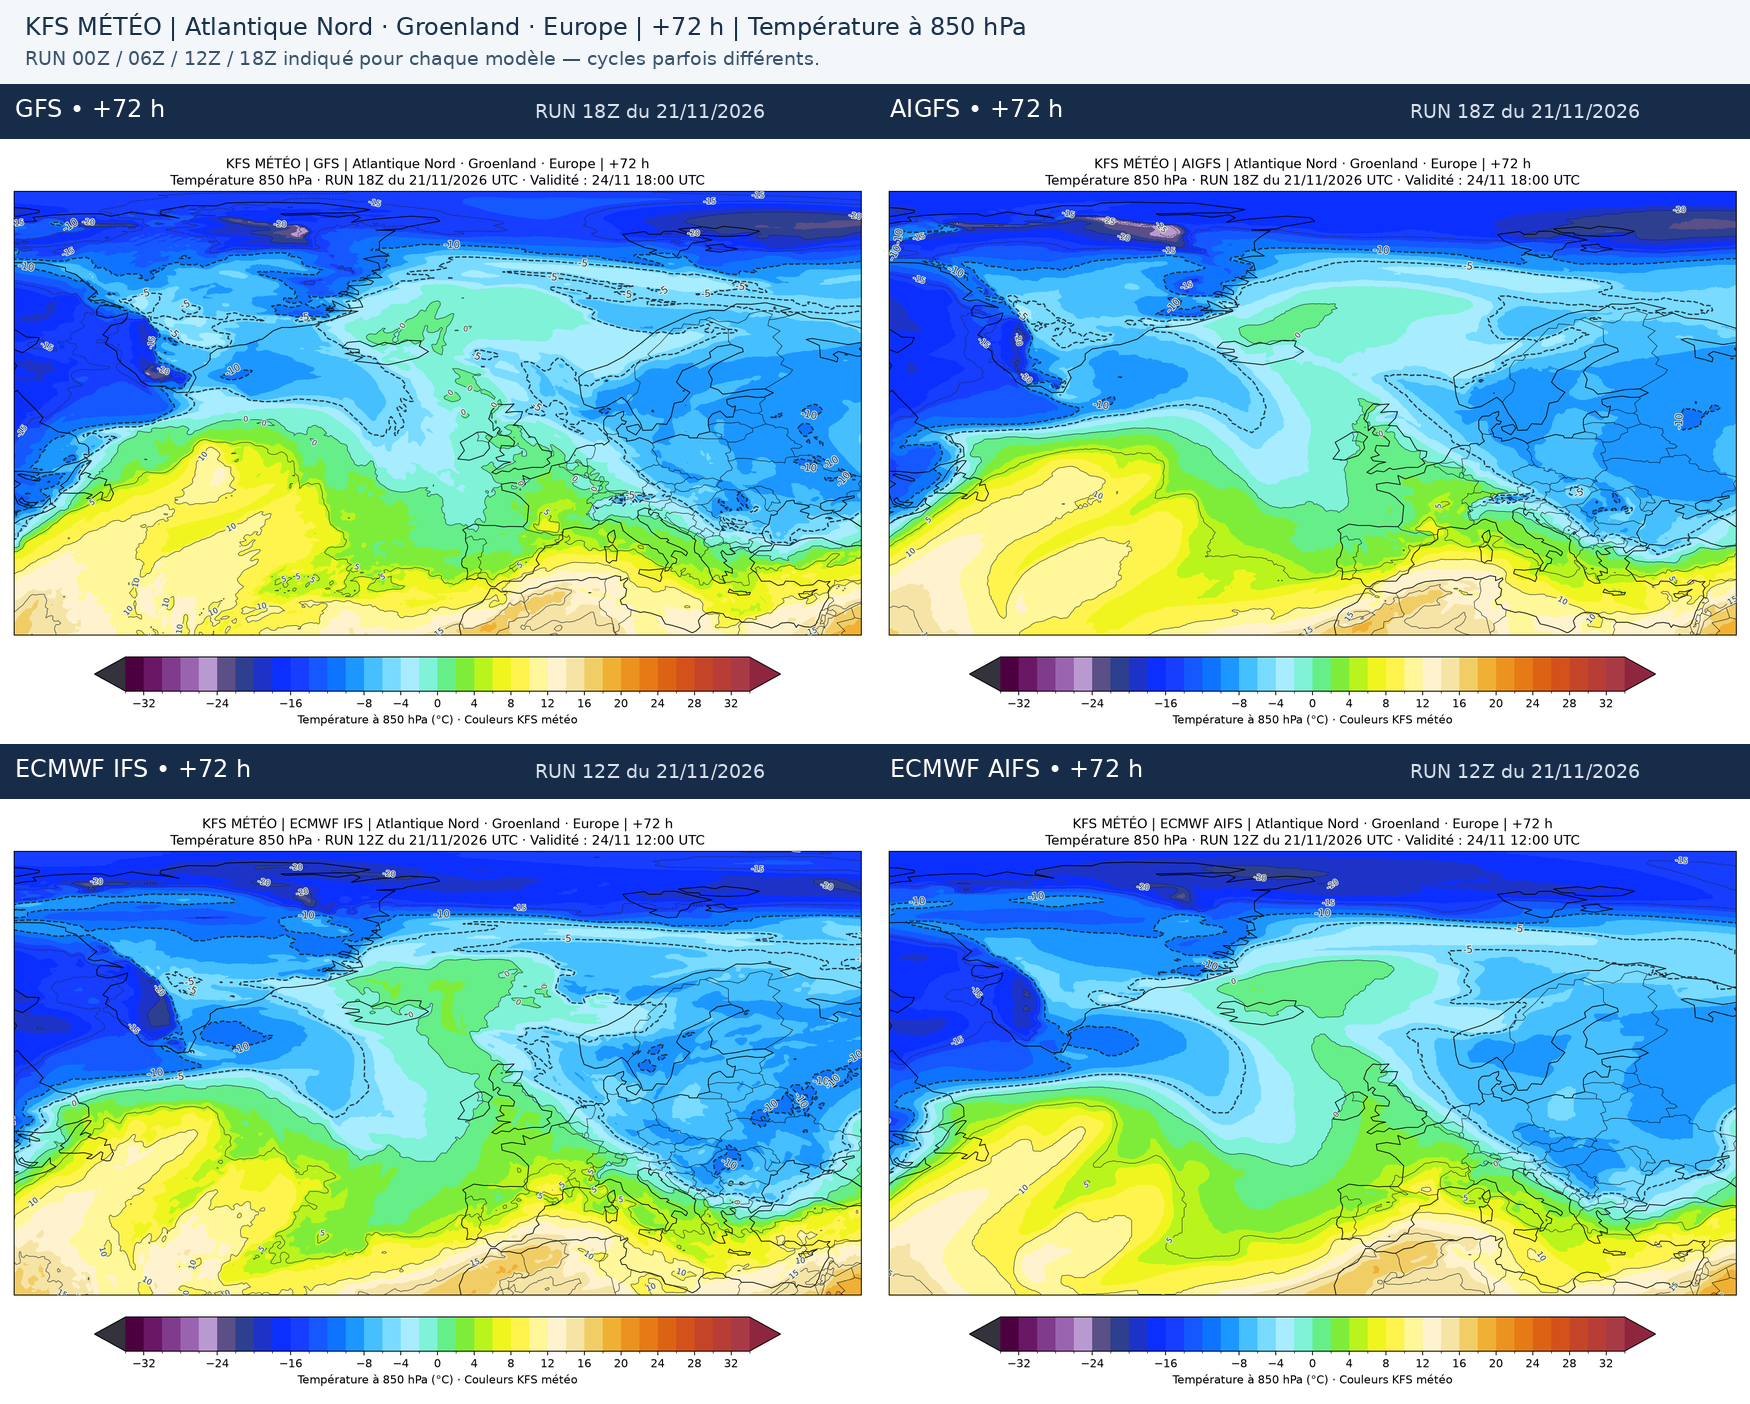 KFS MÉTÉO | Atlantique Nord · Groenland · Europe | +72 h | Température à 850 hPa
RUN 00Z / 06Z / 12Z / 18Z indiqué pour chaque modèle — cycles parfois différents.
GFS • +72 h
RUN 18Z du 21/11/2026
AIGFS • +72 h
RUN 18Z du 21/11/2026
KFS MÉTÉO | GFS | Atlantique Nord · Groenland · Europe | +72 h
Température 850 hPa · RUN 18Z du 21/11/2026 UTC · Validité : 24/11 18:00 UTC
KFS MÉTÉO | AIGFS | Atlantique Nord · Groenland · Europe | +72 h
Température 850 hPa · RUN 18Z du 21/11/2026 UTC · Validité : 24/11 18:00 UTC
−32 −24 −16 −8 −4 0 4 8 12 16 20 24 28 32
Température à 850 hPa (°C) · Couleurs KFS météo
−32 −24 −16 −8 −4 0 4 8 12 16 20 24 28 32
Température à 850 hPa (°C) · Couleurs KFS météo
ECMWF IFS • +72 h
RUN 12Z du 21/11/2026
ECMWF AIFS • +72 h
RUN 12Z du 21/11/2026
KFS MÉTÉO | ECMWF IFS | Atlantique Nord · Groenland · Europe | +72 h
Température 850 hPa · RUN 12Z du 21/11/2026 UTC · Validité : 24/11 12:00 UTC
KFS MÉTÉO | ECMWF AIFS | Atlantique Nord · Groenland · Europe | +72 h
Température 850 hPa · RUN 12Z du 21/11/2026 UTC · Validité : 24/11 12:00 UTC
−32 −24 −16 −8 −4 0 4 8 12 16 20 24 28 32
Température à 850 hPa (°C) · Couleurs KFS météo
−32 −24 −16 −8 −4 0 4 8 12 16 20 24 28 32
Température à 850 hPa (°C) · Couleurs KFS météo